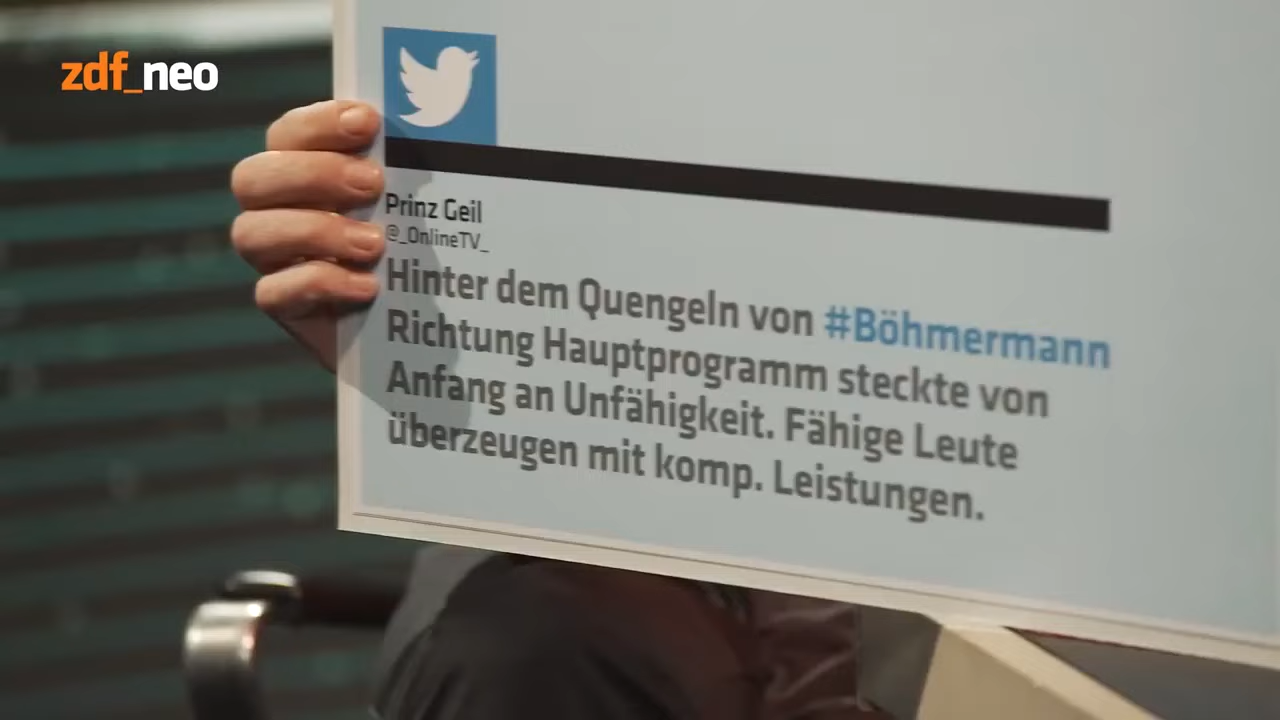 zdf_neo
Prinz Geil
@_OnlineTV_
Hinter dem Quengeln von #Böhmermann
Richtung Hauptprogramm steckte von
Anfang an Unfähigkeit. Fähige Leute
überzeugen mit komp. Leistungen.